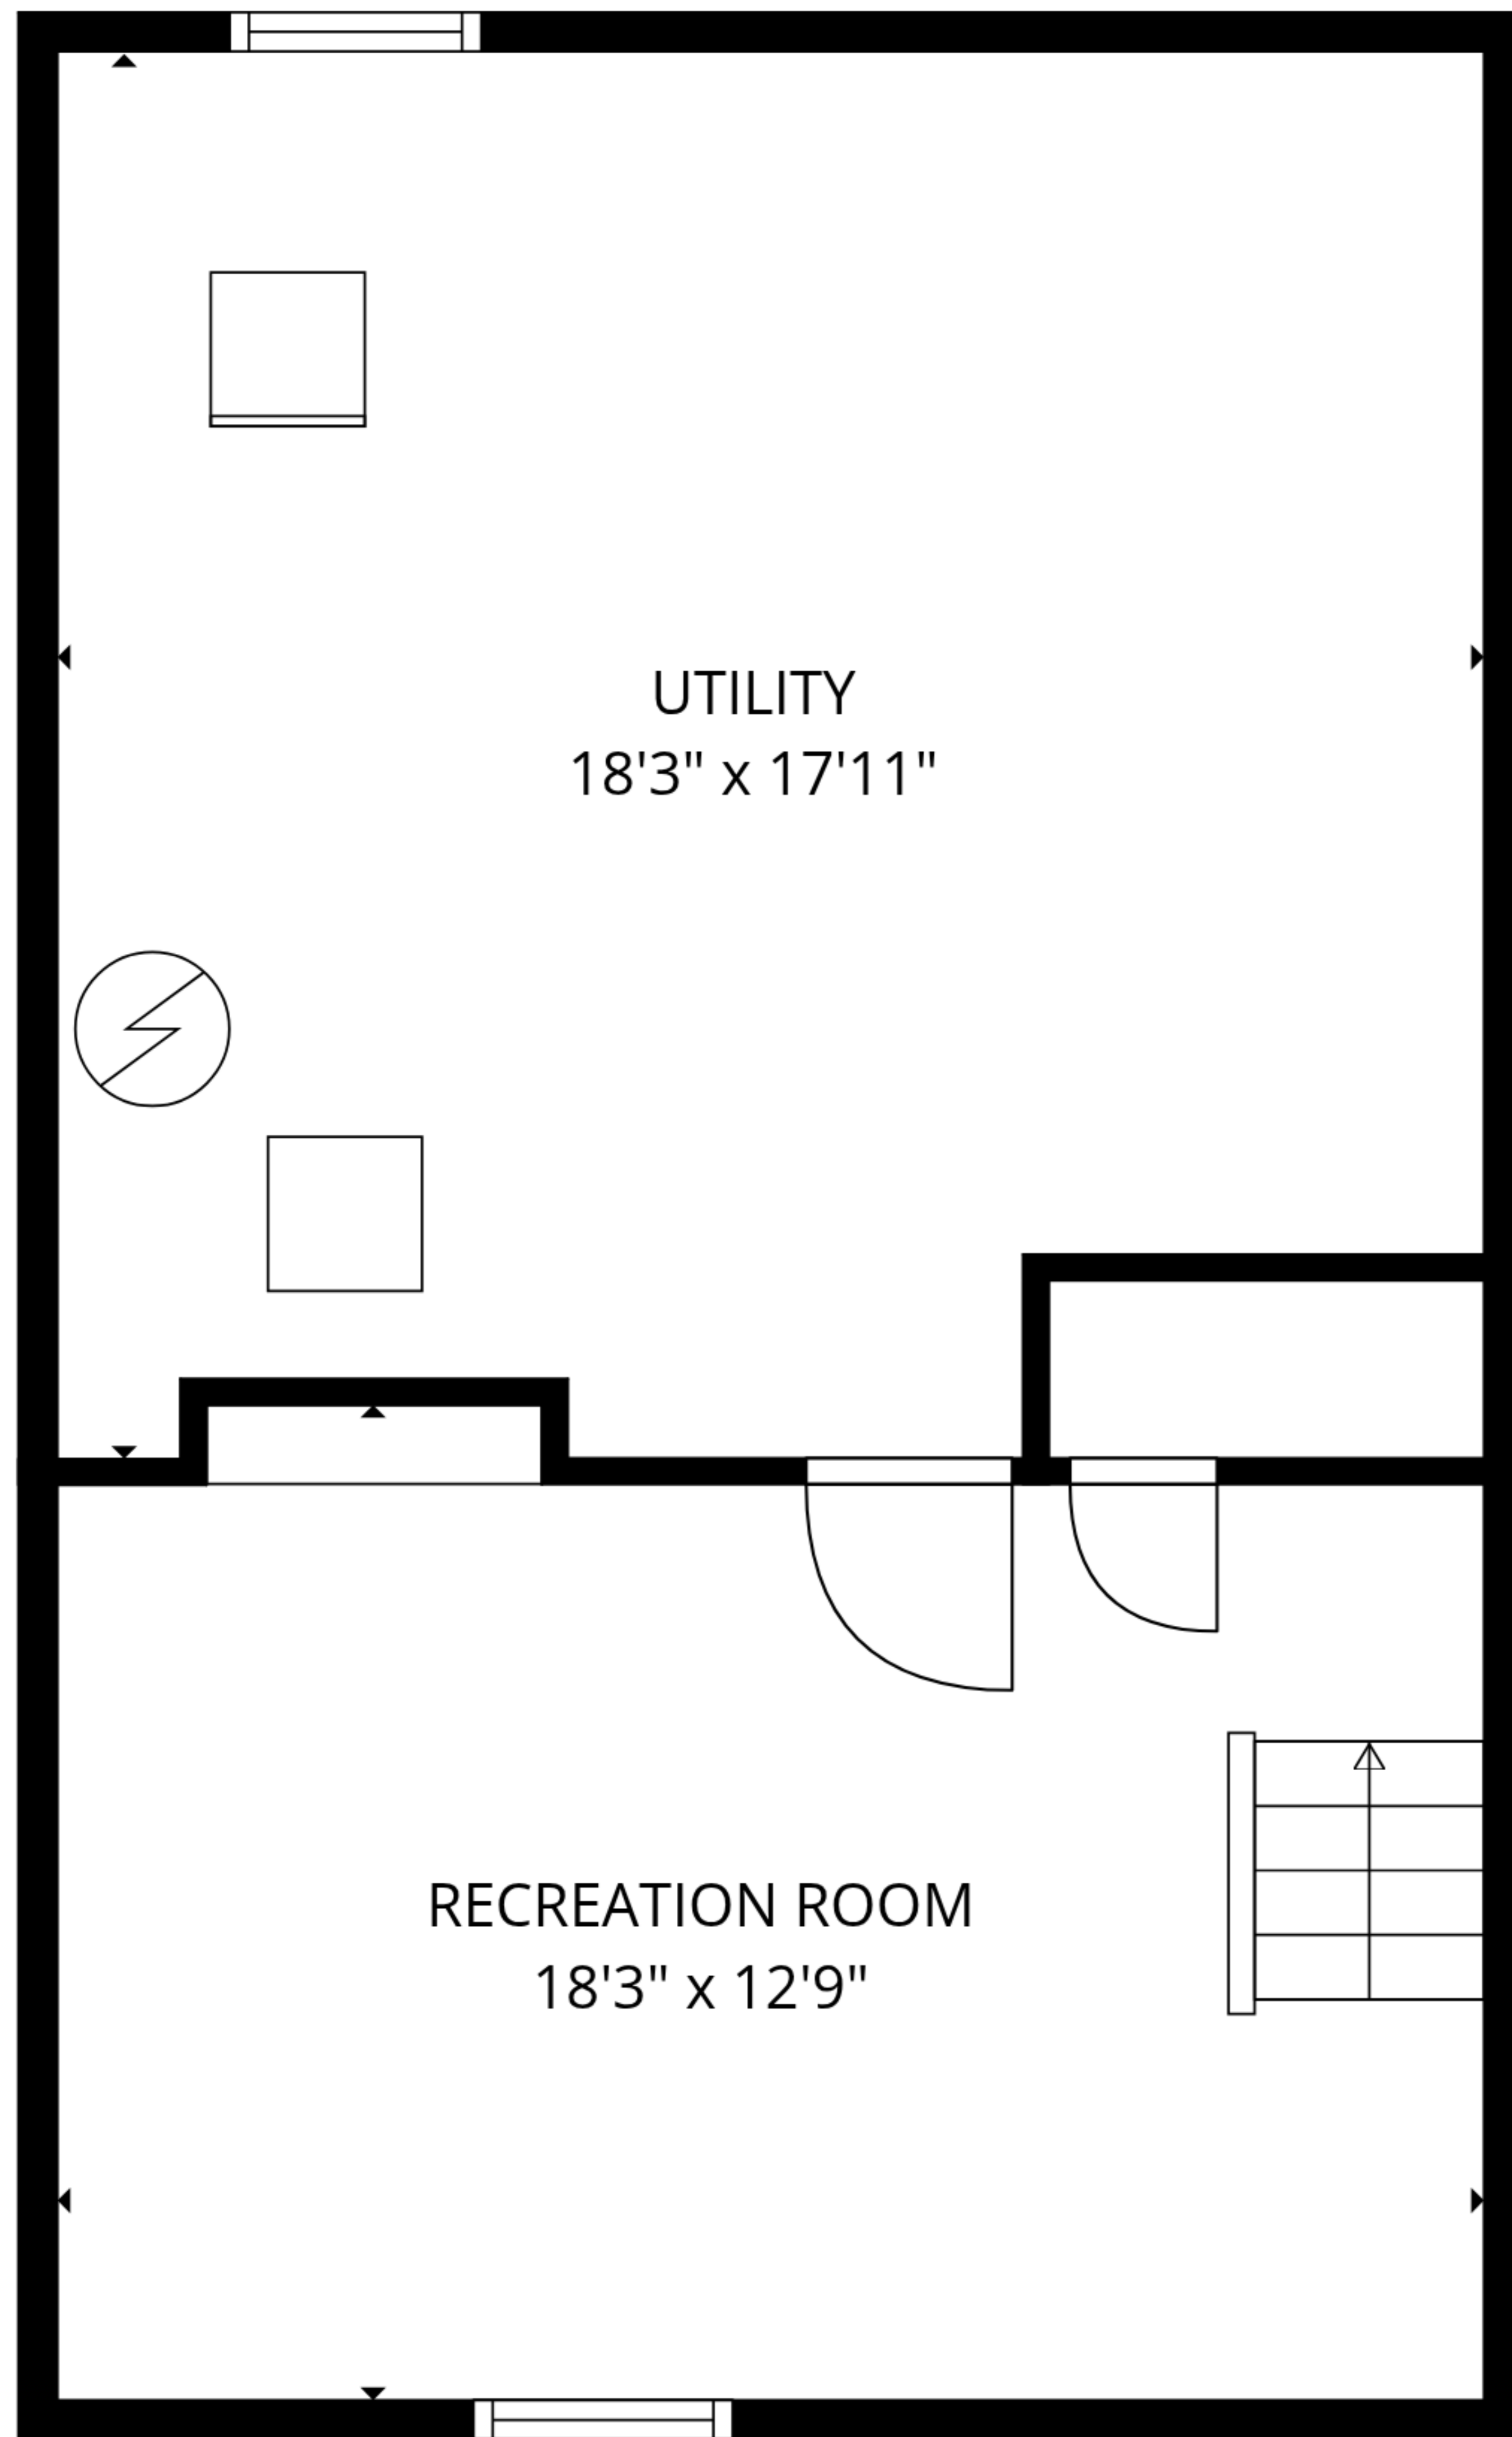 UTILITY
18'3" x 17'11"
RECREATION ROOM
18'3" x 12'9"